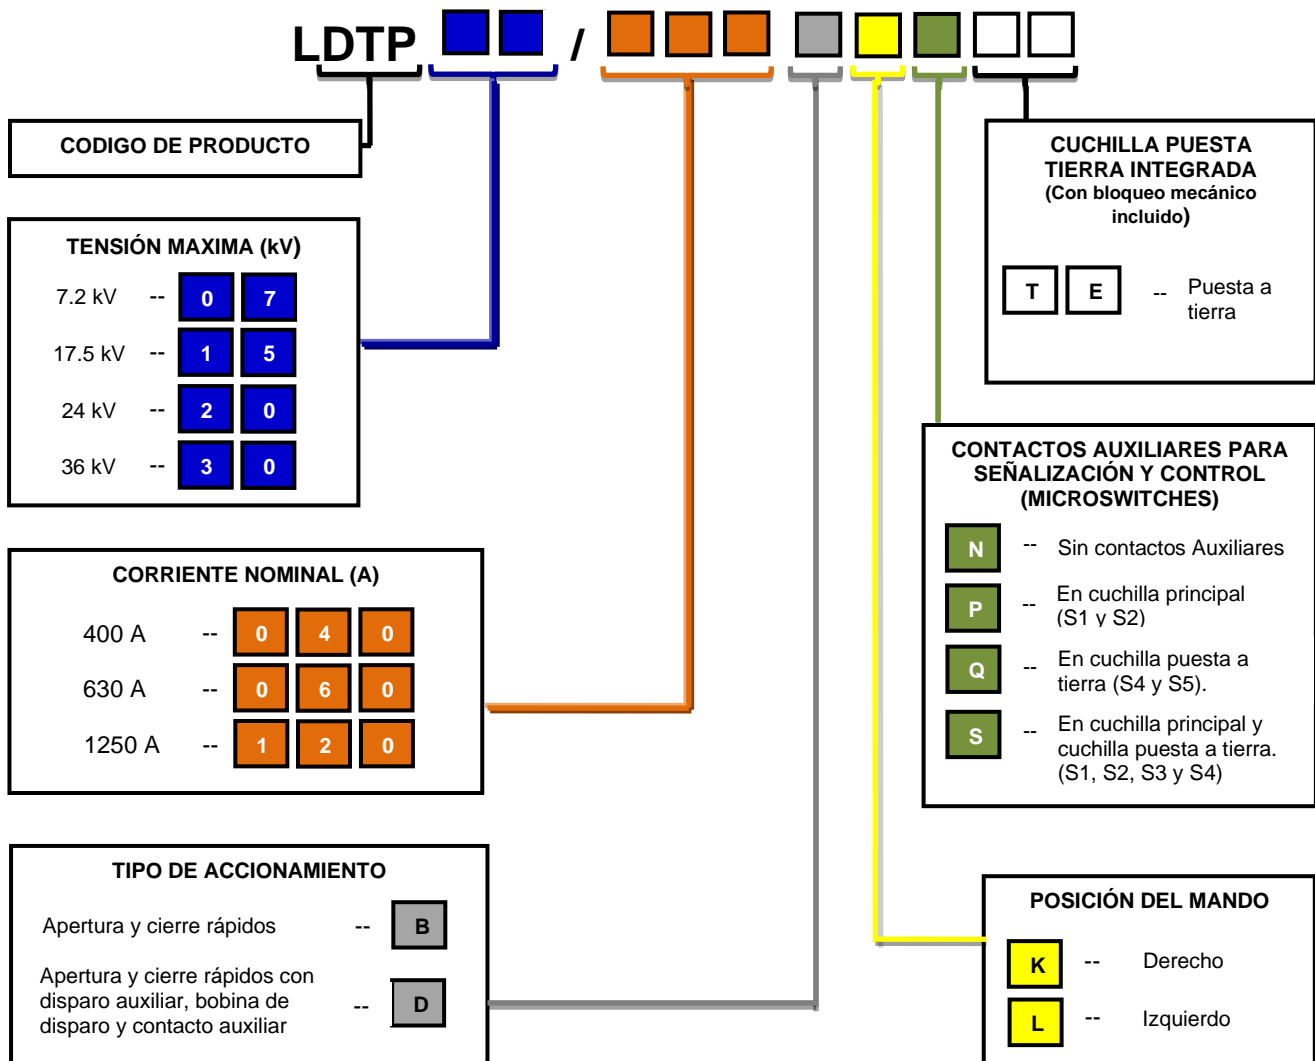 LDTP /
CODIGO DE PRODUCTO
TENSIÓN MAXIMA (kV)
7.2 kV -- 0 7
17.5 kV -- 1 5
24 kV -- 2 0
36 kV -- 3 0
CORRIENTE NOMINAL (A)
400 A -- 0 4 0
630 A -- 0 6 0
1250 A -- 1 2 0
TIPO DE ACCIONAMIENTO
Apertura y cierre rápidos -- B
Apertura y cierre rápidos con
disparo auxiliar, bobina de -- D
disparo y contacto auxiliar
CUCHILLA PUESTA
TIERRA INTEGRADA
(Con bloqueo mecánico
incluido)
T E -- Puesta a
tierra
CONTACTOS AUXILIARES PARA
SEÑALIZACIÓN Y CONTROL
(MICROSWITCHES)
N -- Sin contactos Auxiliares
P -- En cuchilla principal
(S1 y S2)
Q -- En cuchilla puesta a
tierra (S4 y S5).
S -- En cuchilla principal y
cuchilla puesta a tierra.
(S1, S2, S3 y S4)
POSICIÓN DEL MANDO
K -- Derecho
L -- Izquierdo